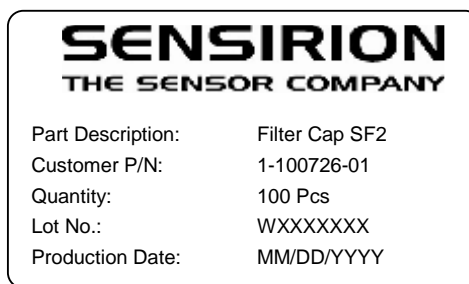 SENSIRION
THE SENSOR COMPANY
Part Description: Filter Cap SF2
Customer P/N: 1-100726-01
Quantity: 100 Pcs
Lot No.: WXXXXXXX
Production Date: MM/DD/YYYY